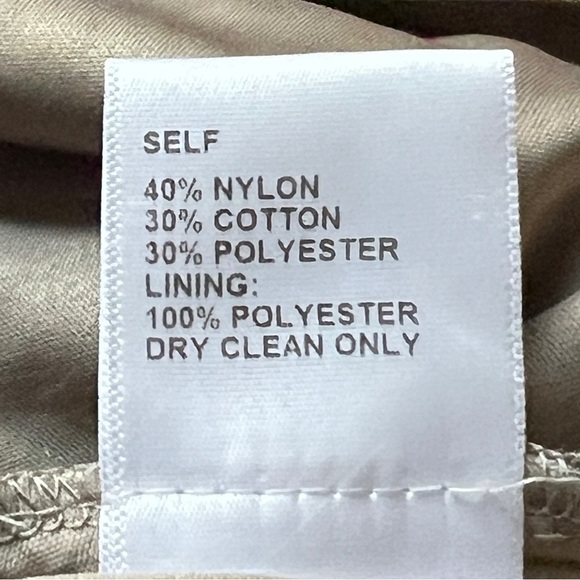 SELF
40% NYLON
30% COTTON
30% POLYESTER
LINING:
100% POLYESTER
DRY CLEAN ONLY